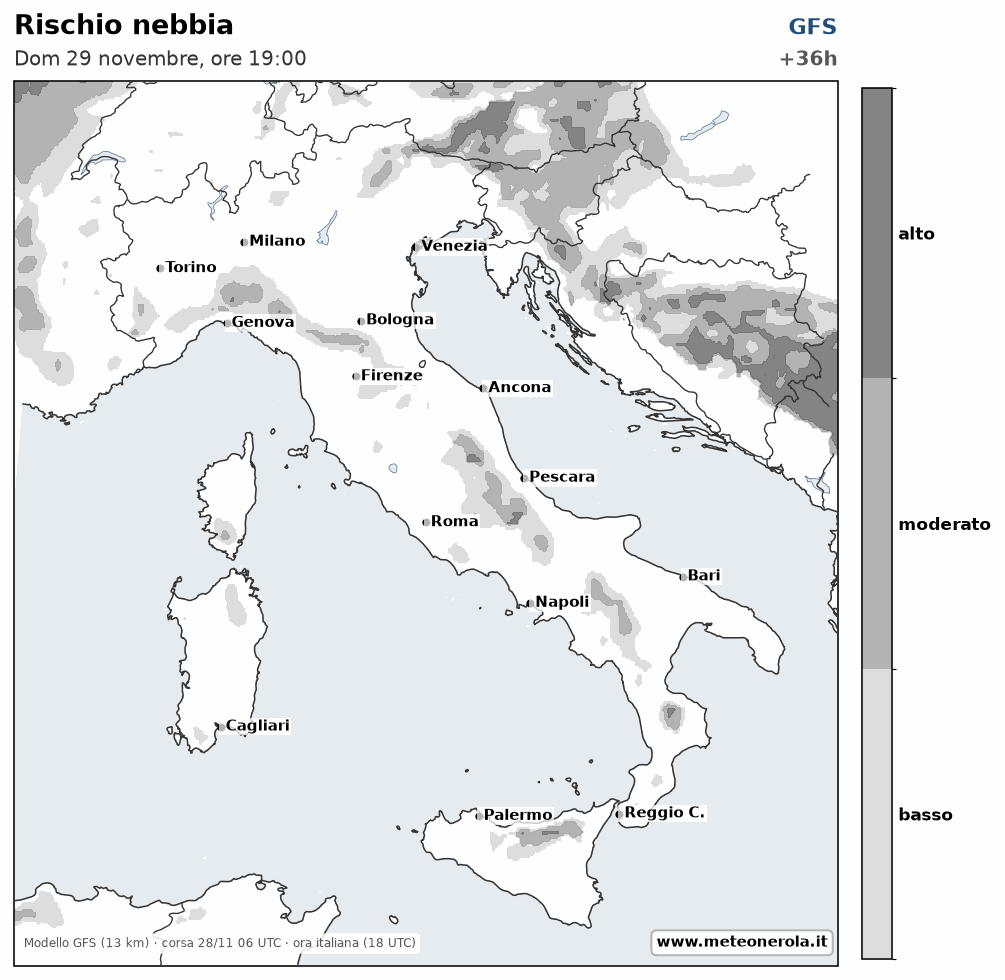 Rischio nebbia
GFS
Dom 29 novembre, ore 19:00
+36h
alto
moderato
basso
Milano
Venezia
Torino
Genova
Bologna
Firenze
Ancona
Pescara
Roma
Bari
Napoli
Cagliari
Palermo
Reggio C.
Modello GFS (13 km) · corsa 28/11 06 UTC · ora italiana (18 UTC)
www.meteonerola.it